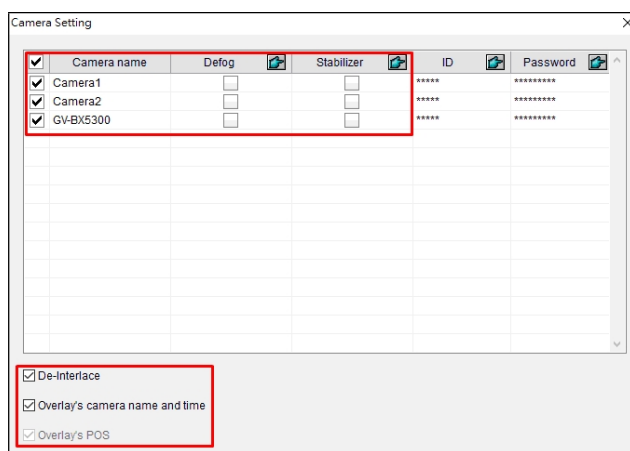 Camera Setting
Camera name Defog Stabilizer ID Password
Camera1 ***** *********
Camera2 ***** *********
GV-BX5300 ***** *********
De-Interlace
Overlay's camera name and time
Overlay's POS